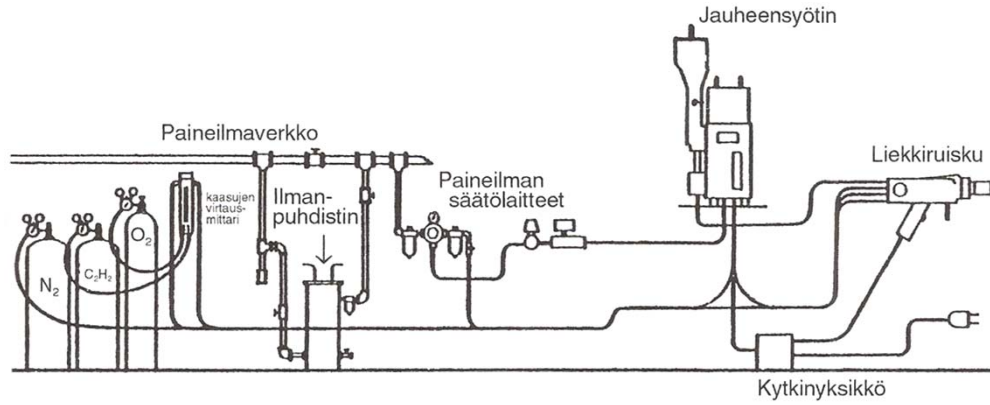 Jauheensyötin
Paineilmaverkko
Liekkiruisku
Paineilman
säätölaitteet
kaasujen
virtaus-
mittari
Ilman-
puhdistin
O₂
C₂H₂
N₂
Kytkinyksikkö